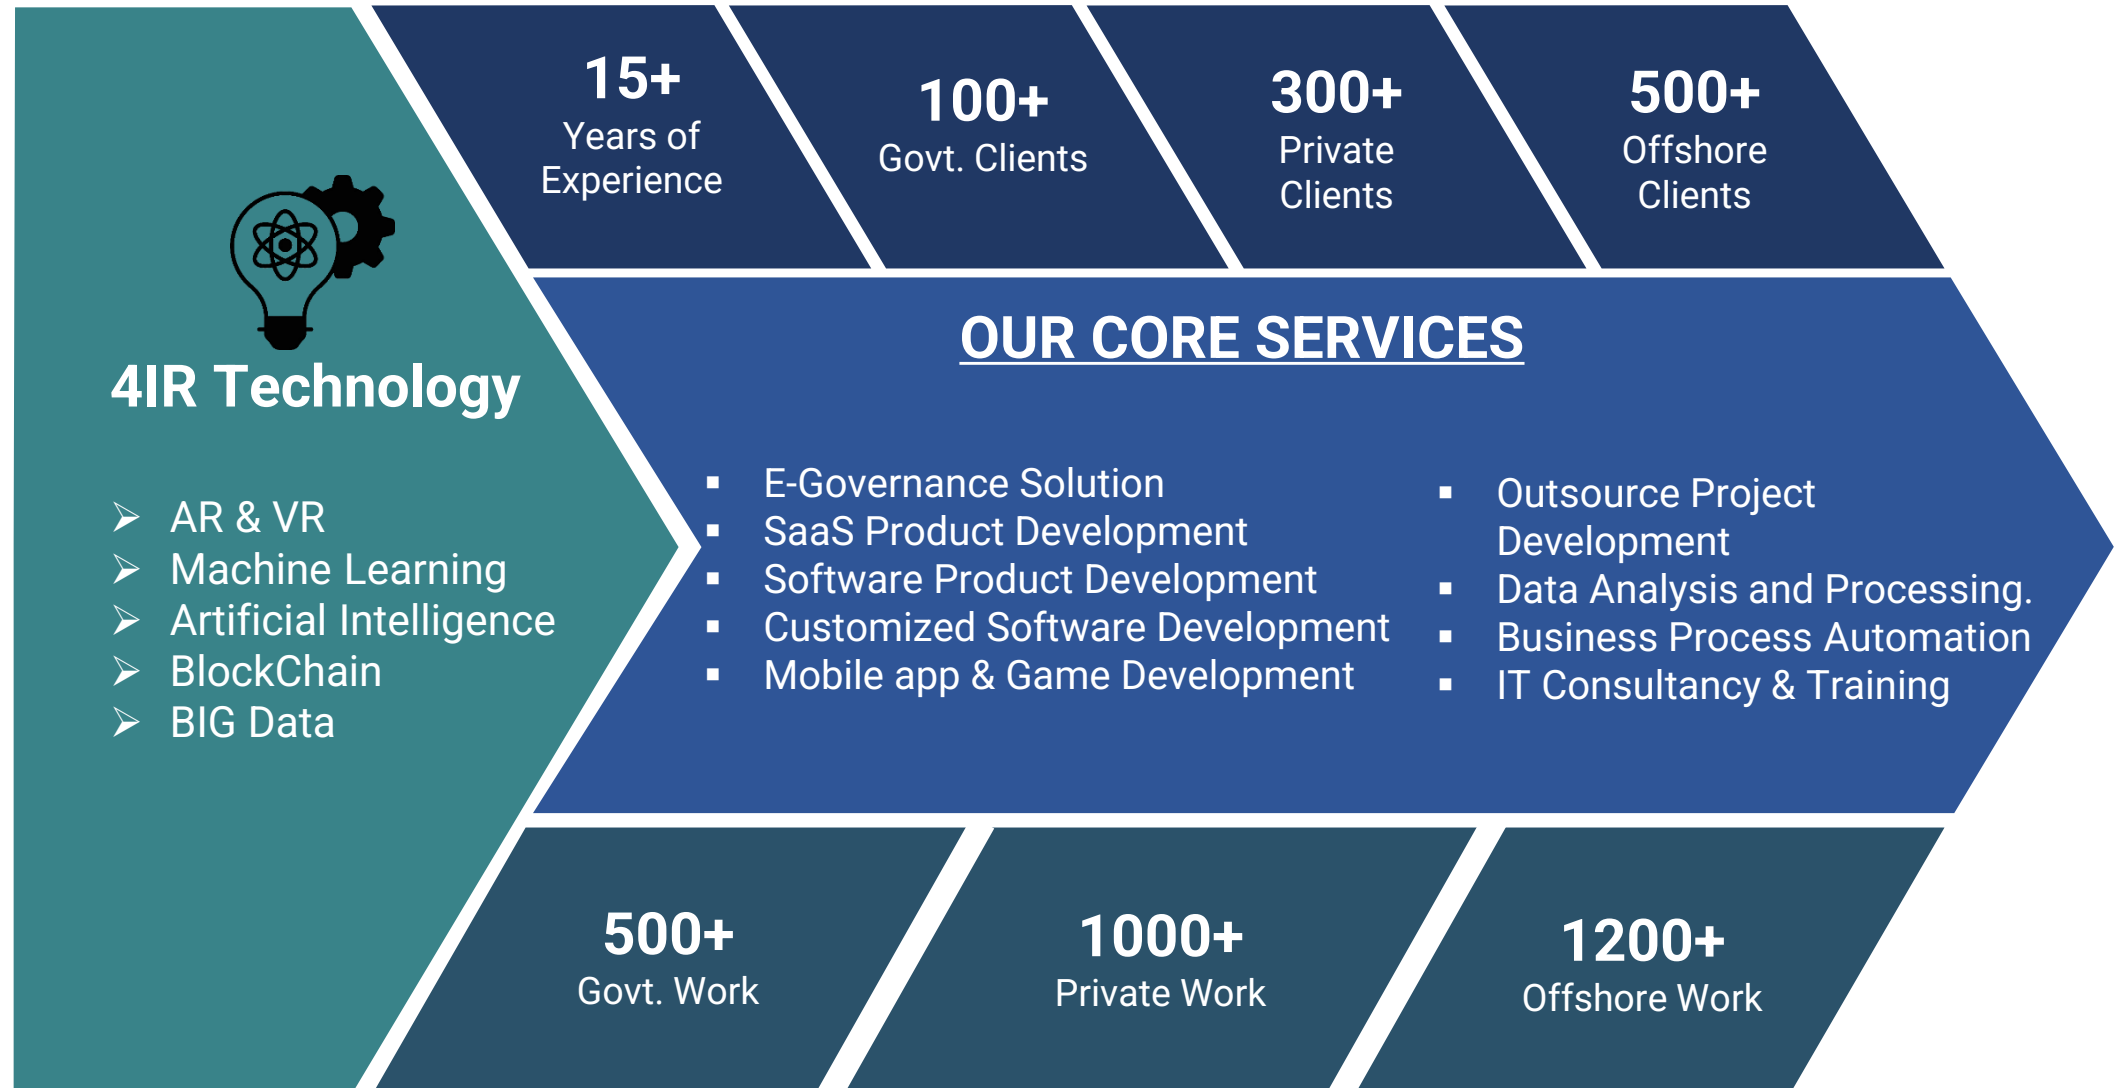 15+
Years of
Experience
100+
Govt. Clients
300+
Private
Clients
500+
Offshore
Clients
4IR Technology
AR & VR
Machine Learning
Artificial Intelligence
BlockChain
BIG Data
OUR CORE SERVICES
E-Governance Solution
SaaS Product Development
Software Product Development
Customized Software Development
Mobile app & Game Development
Outsource Project
Development
Data Analysis and Processing.
Business Process Automation
IT Consultancy & Training
500+
Govt. Work
1000+
Private Work
1200+
Offshore Work